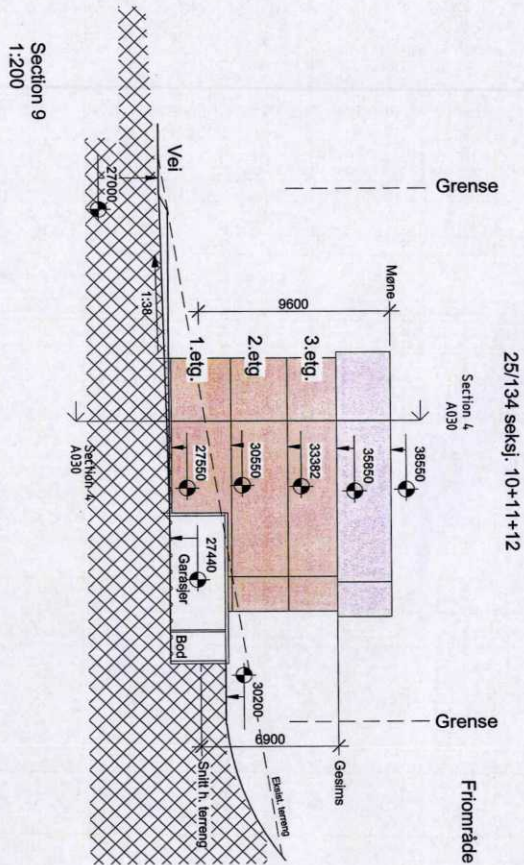 25/134 seksj. 10+11+12
Grense
Grense
Friområde
Section 4
A030
Møne
38550
9600
35850
Gesims
3.etg.
33382
6900
2.etg.
30550
30200
Snitt h. terreng
Eksist. terreng
1.etg.
27550
27440
Garasjer
Bod
Vei
27000
1:38
Section 4
A030
Section 9
1:200